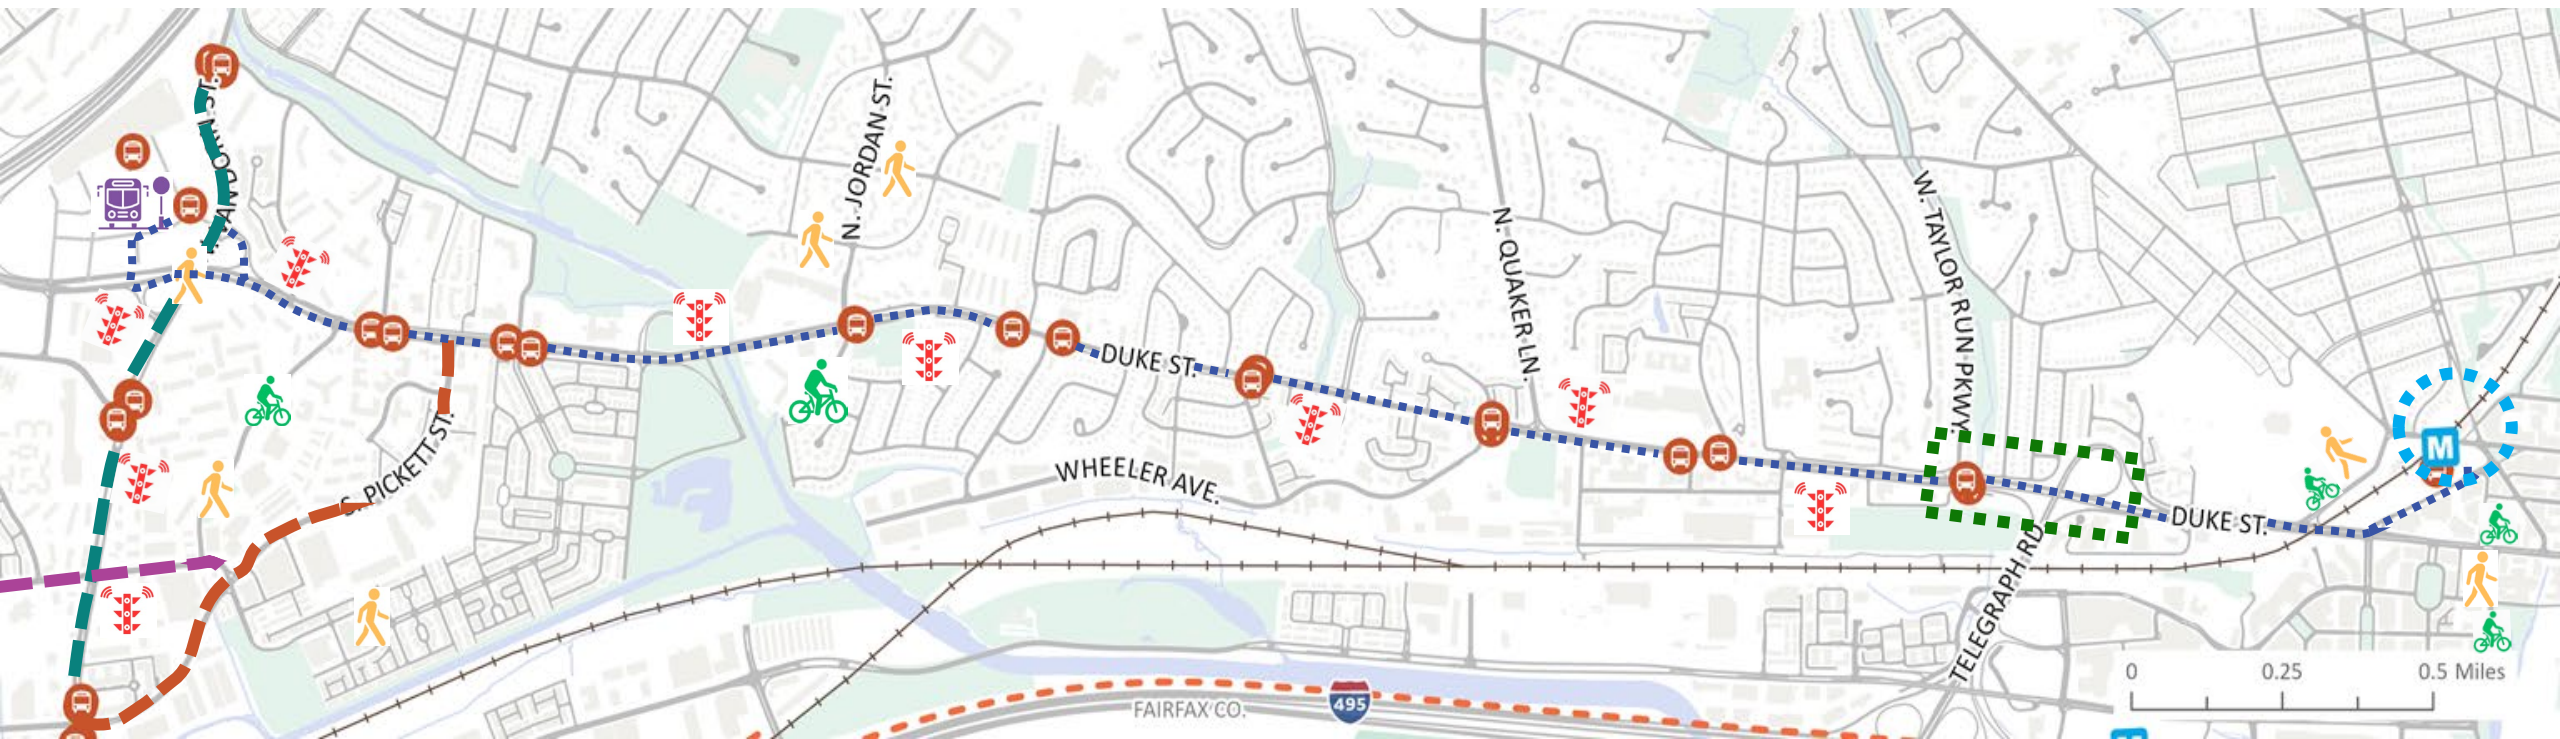 N. JORDAN ST.
N. QUAKER LN.
W. TAYLOR RUN PKWY.
DUKE ST.
S. PICKETT ST.
WHEELER AVE.
M
DUKE ST.
TELEGRAPH RD
0 0.25 0.5 Miles
495
FAIRFAX CO.